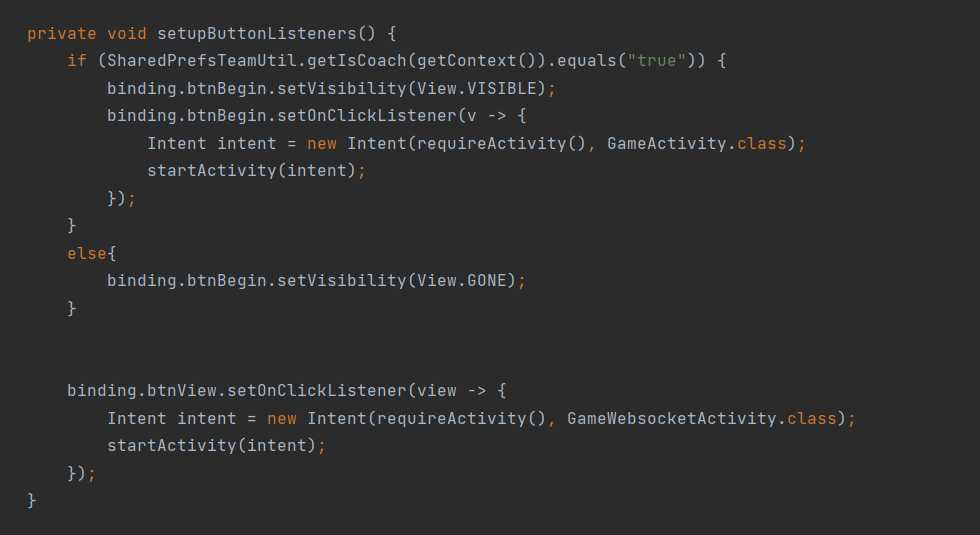 private void setupButtonListeners() {
    if (SharedPrefsTeamUtil.getIsCoach(getContext()).equals("true")) {
        binding.btnBegin.setVisibility(View.VISIBLE);
        binding.btnBegin.setOnClickListener(v -> {
            Intent intent = new Intent(requireActivity(), GameActivity.class);
            startActivity(intent);
        });
    }
    else{
        binding.btnBegin.setVisibility(View.GONE);
    }


    binding.btnView.setOnClickListener(view -> {
        Intent intent = new Intent(requireActivity(), GameWebsocketActivity.class);
        startActivity(intent);
    });
}